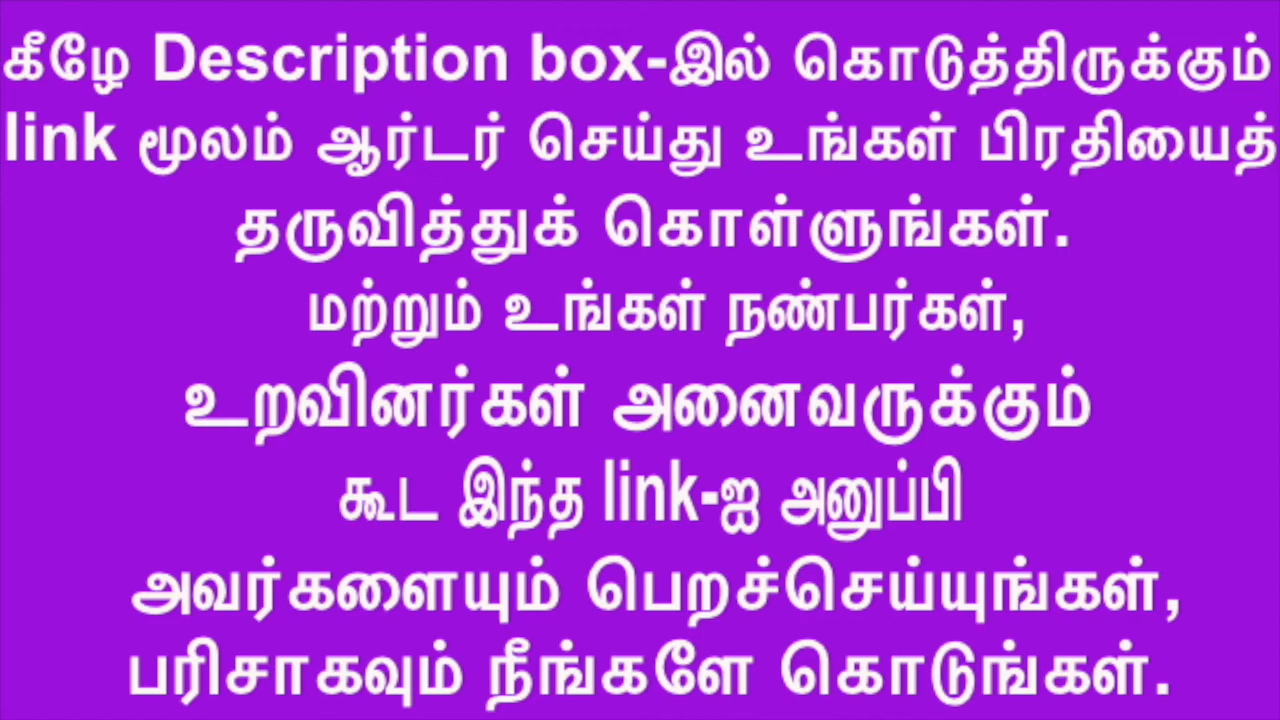 கீழே Description box-இல் கொடுத்திருக்கும்
link மூலம் ஆர்டர் செய்து உங்கள் பிரதியைத்
தருவித்துக் கொள்ளுங்கள்.
மற்றும் உங்கள் நண்பர்கள்,
உறவினர்கள் அனைவருக்கும்
கூட இந்த link-ஐ அனுப்பி
அவர்களையும் பெறச்செய்யுங்கள்,
பரிசாகவும் நீங்களே கொடுங்கள்.